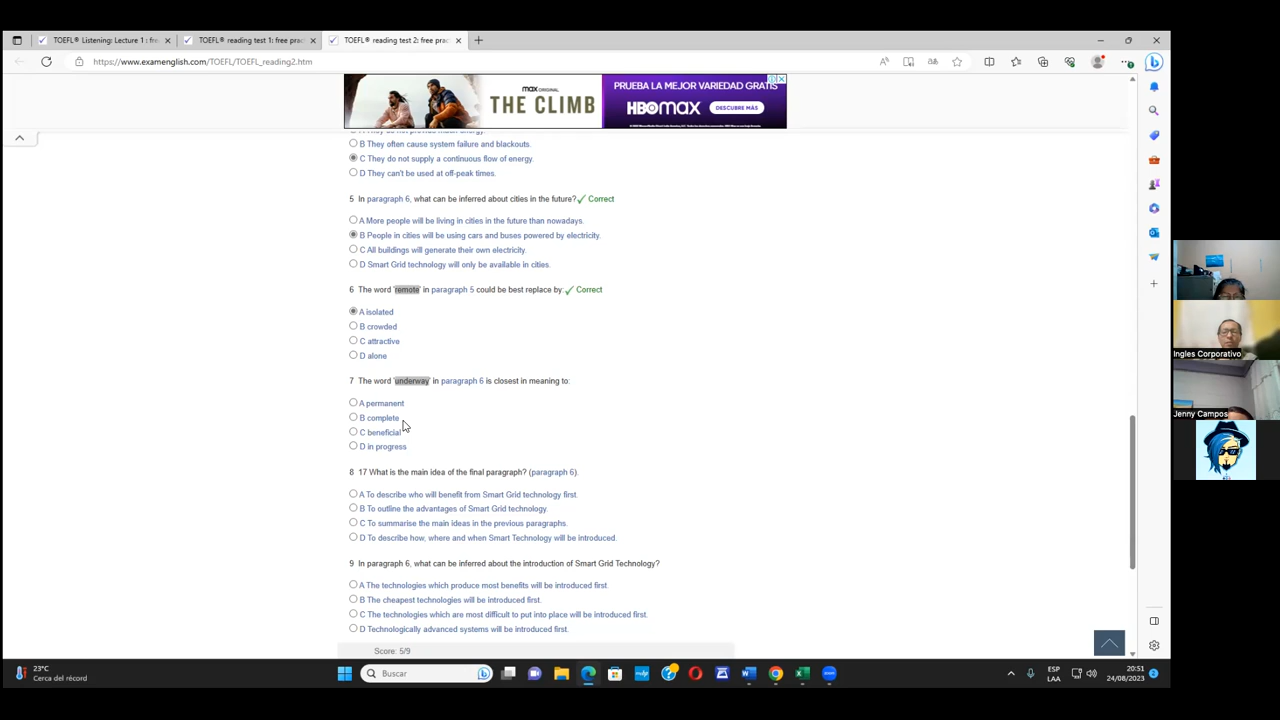 TOEFL® Listening: Lecture 1 : fre
TOEFL® reading test 1: free prac
TOEFL® reading test 2: free prac
https://www.examenglish.com/TOEFL/TOEFL_reading2.htm
max ORIGINAL
THE CLIMB
PRUEBA LA MEJOR VARIEDAD GRATIS
HBOmax
DESCUBRE MÁS
B They often cause system failure and blackouts.
C They do not supply a continuous flow of energy.
D They can't be used at off-peak times.
5 In paragraph 6, what can be inferred about cities in the future? ✓ Correct
A More people will be living in cities in the future than nowadays.
B People in cities will be using cars and buses powered by electricity.
C All buildings will generate their own electricity.
D Smart Grid technology will only be available in cities.
6 The word 'remote' in paragraph 5 could be best replace by: ✓ Correct
A isolated
B crowded
C attractive
D alone
7 The word 'underway' in paragraph 6 is closest in meaning to:
A permanent
B complete
C beneficial
D in progress
8 17 What is the main idea of the final paragraph? (paragraph 6).
A To describe who will benefit from Smart Grid technology first.
B To outline the advantages of Smart Grid technology.
C To summarise the main ideas in the previous paragraphs.
D To describe how, where and when Smart Technology will be introduced.
9 In paragraph 6, what can be inferred about the introduction of Smart Grid Technology?
A The technologies which produce most benefits will be introduced first.
B The cheapest technologies will be introduced first.
C The technologies which are most difficult to put into place will be introduced first.
D Technologically advanced systems will be introduced first.
Score: 5/9
Ingles Corporativo
Jenny Campos
23°C
Cerca del récord
Buscar
ESP
LAA
20:51
24/08/2023